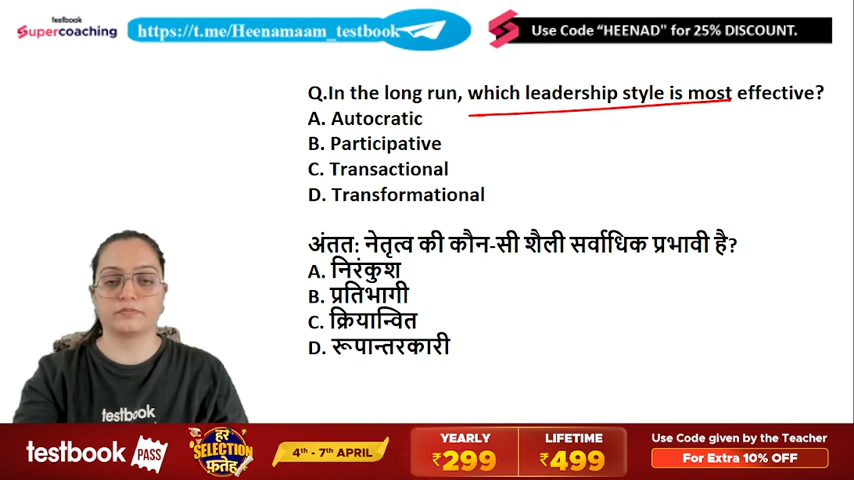 testbook
Supercoaching
https://t.me/Heenamaam_testbook
Use Code “HEENAD" for 25% DISCOUNT.
Q.In the long run, which leadership style is most effective?
A. Autocratic
B. Participative
C. Transactional
D. Transformational
अंतत: नेतृत्व की कौन-सी शैली सर्वाधिक प्रभावी है?
A. निरंकुश
B. प्रतिभागी
C. क्रियान्वित
D. रूपान्तरकारी
testbook
testbook
PASS
हर
SELECTION
फतेह
4th - 7th APRIL
YEARLY
₹299
LIFETIME
₹499
Use Code given by the Teacher
For Extra 10% OFF